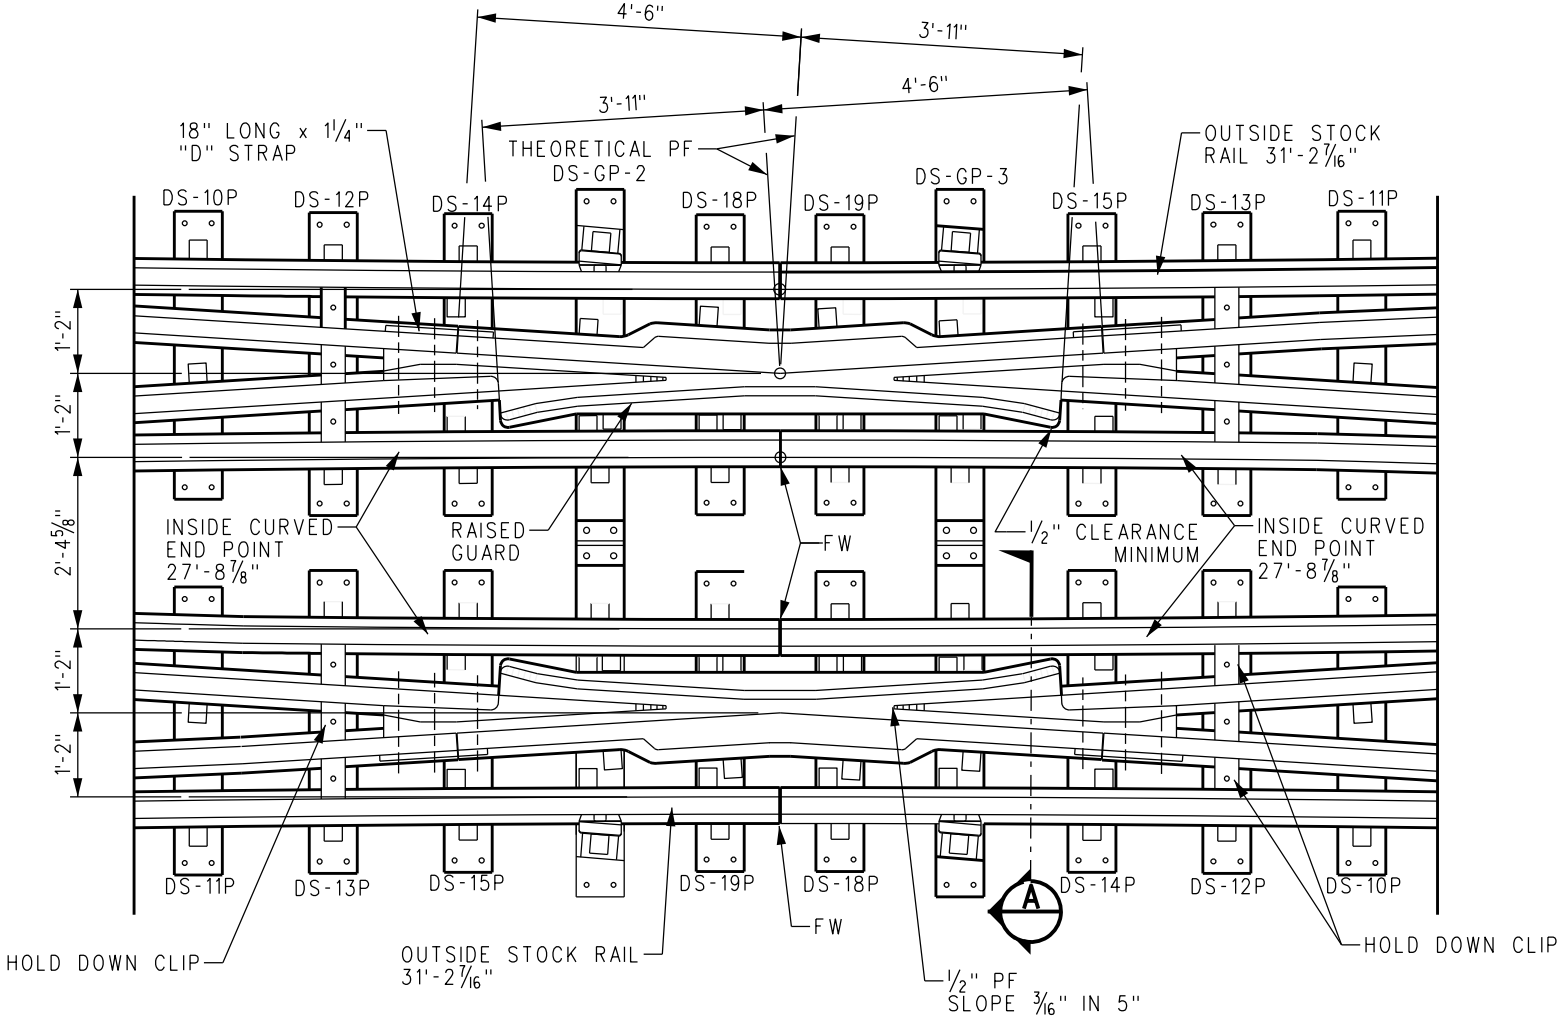 4'-6"
3'-11"
3'-11"
4'-6"
18" LONG x 1 1/4"
"D" STRAP
THEORETICAL PF
OUTSIDE STOCK
RAIL 31'-2 7/16"
DS-10P
DS-12P
DS-14P
DS-GP-2
DS-18P
DS-19P
DS-GP-3
DS-15P
DS-13P
DS-11P
1'-2"
1'-2"
2'-4 5/8"
1'-2"
1'-2"
INSIDE CURVED
END POINT
27'-8 7/8"
RAISED
GUARD
FW
1/2" CLEARANCE
MINIMUM
INSIDE CURVED
END POINT
27'-8 7/8"
DS-11P
DS-13P
DS-15P
DS-19P
DS-18P
DS-14P
DS-12P
DS-10P
A
FW
HOLD DOWN CLIP
OUTSIDE STOCK RAIL
31'-2 7/16"
HOLD DOWN CLIP
1/2" PF
SLOPE 3/16" IN 5"